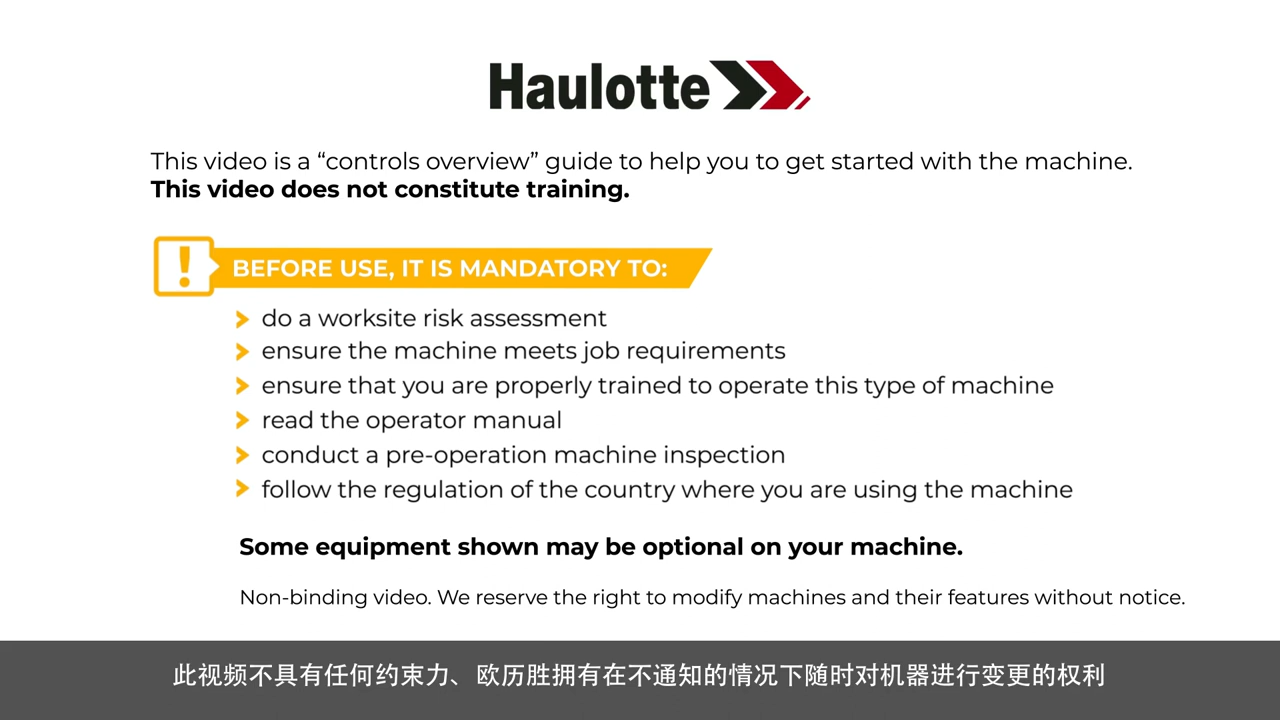 Haulotte
This video is a “controls overview” guide to help you to get started with the machine.
This video does not constitute training.
! BEFORE USE, IT IS MANDATORY TO:
do a worksite risk assessment
ensure the machine meets job requirements
ensure that you are properly trained to operate this type of machine
read the operator manual
conduct a pre-operation machine inspection
follow the regulation of the country where you are using the machine
Some equipment shown may be optional on your machine.
Non-binding video. We reserve the right to modify machines and their features without notice.
此视频不具有任何约束力、欧历胜拥有在不通知的情况下随时对机器进行变更的权利